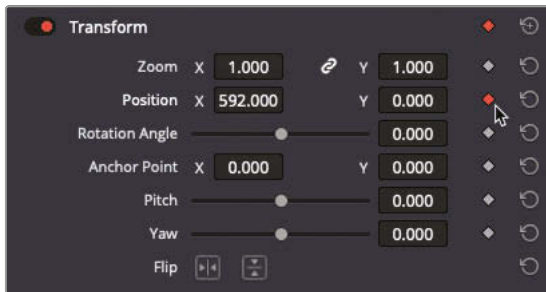 Transform
Zoom X 1.000 Y 1.000
Position X 592.000 Y 0.000
Rotation Angle 0.000
Anchor Point X 0.000 Y 0.000
Pitch 0.000
Yaw 0.000
Flip